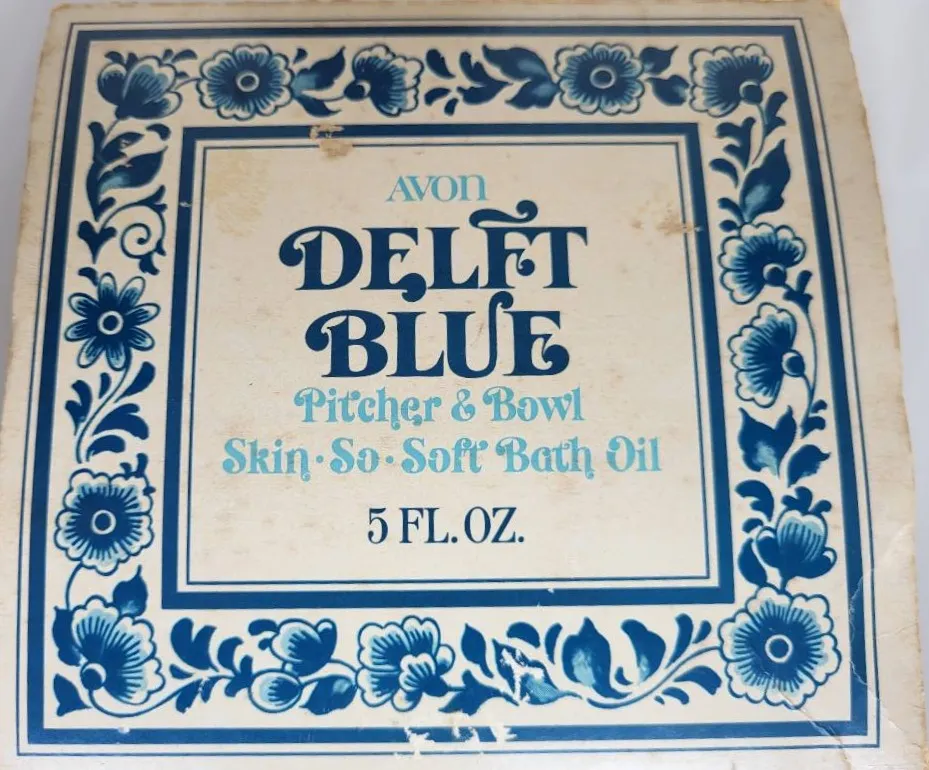 AVON
DELFT
BLUE
Pitcher & Bowl
Skin·So·Soft Bath Oil
5 FL. OZ.